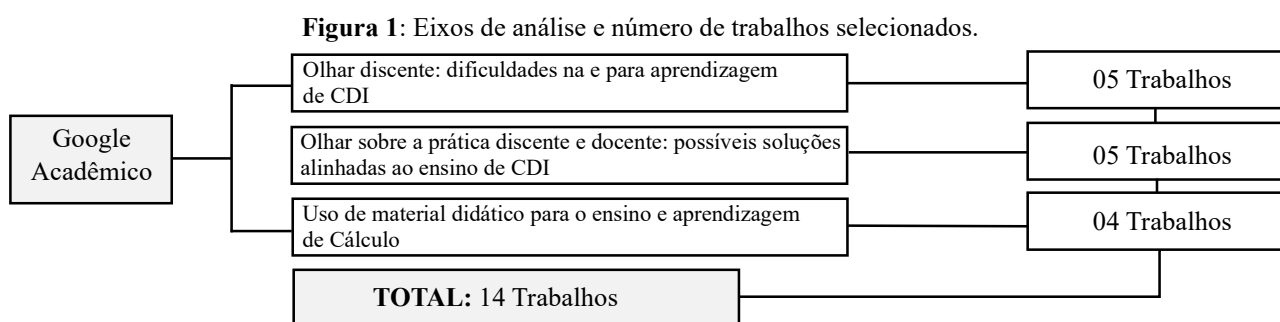 Figura 1: Eixos de análise e número de trabalhos selecionados.
Google
Acadêmico
Olhar discente: dificuldades na e para aprendizagem
de CDI
05 Trabalhos
Olhar sobre a prática discente e docente: possíveis soluções
alinhadas ao ensino de CDI
05 Trabalhos
Uso de material didático para o ensino e aprendizagem
de Cálculo
04 Trabalhos
TOTAL: 14 Trabalhos